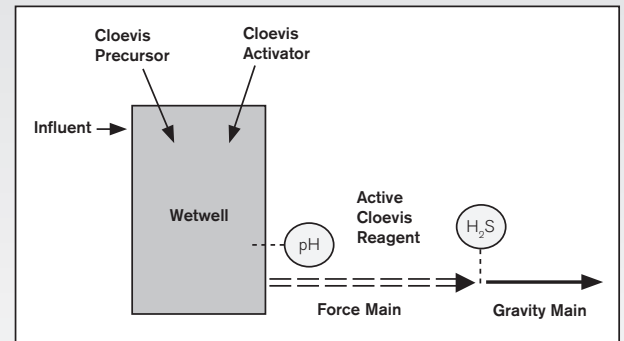 Cloevis
Precursor
Cloevis
Activator
Influent
Wetwell
pH
Active
Cloevis
Reagent
H₂S
Force Main
Gravity Main